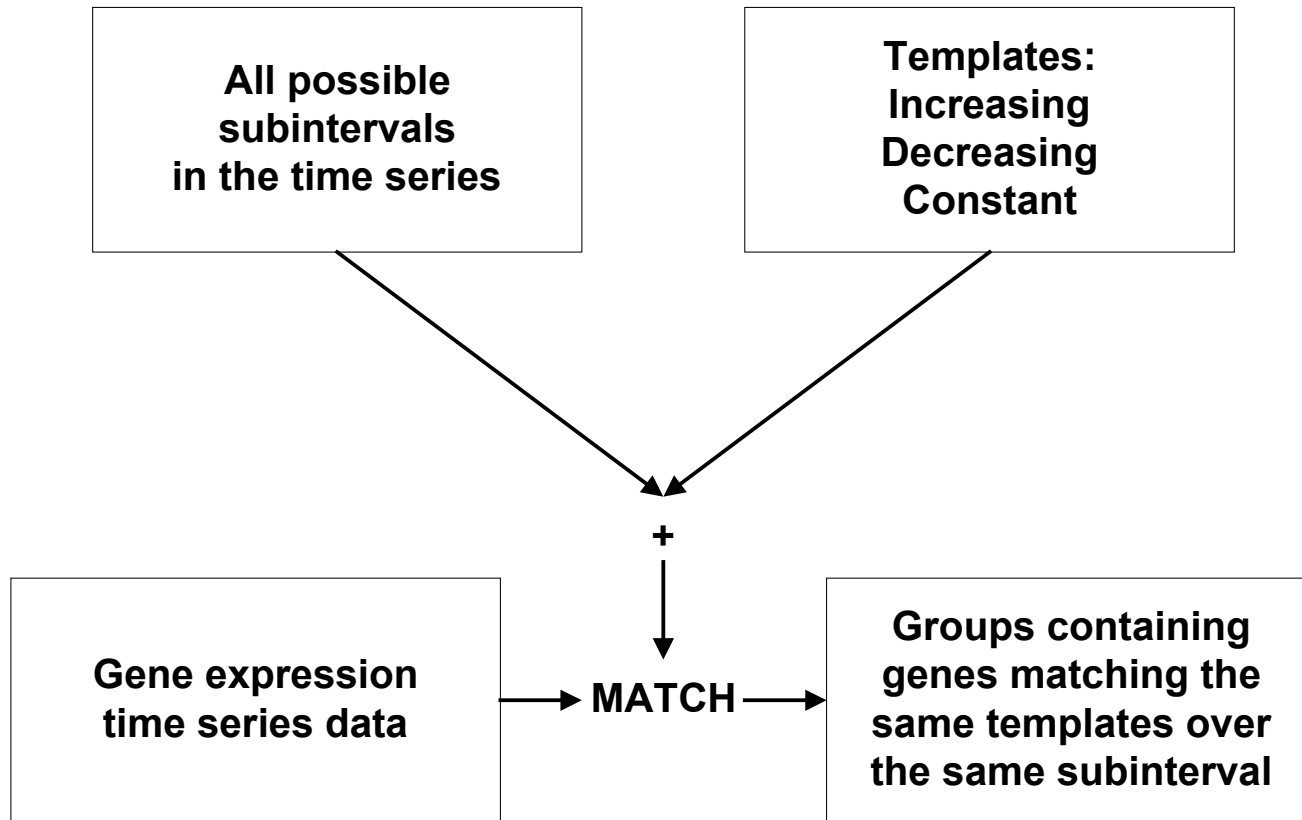 All possible
subintervals
in the time series
Templates:
Increasing
Decreasing
Constant
+
Gene expression
time series data
MATCH
Groups containing
genes matching the
same templates over
the same subinterval